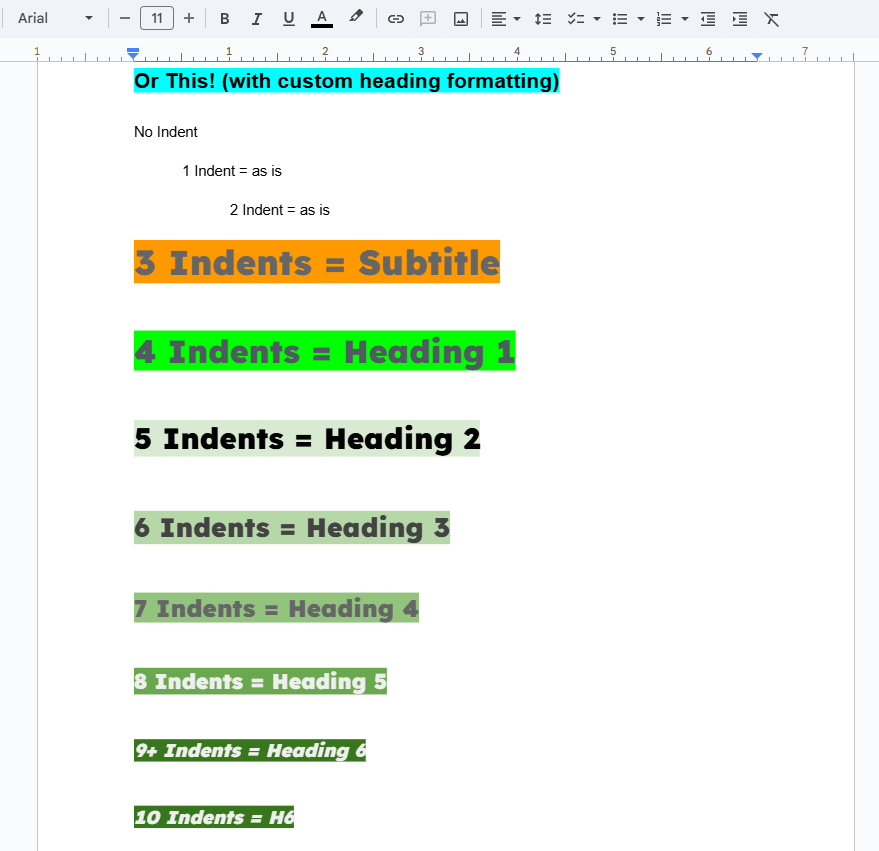 Arial 11 B I U A
1 1 2 3 4 5 6 7
Or This! (with custom heading formatting)
No Indent
1 Indent = as is
2 Indent = as is
3 Indents = Subtitle
4 Indents = Heading 1
5 Indents = Heading 2
6 Indents = Heading 3
7 Indents = Heading 4
8 Indents = Heading 5
9+ Indents = Heading 6
10 Indents = H6